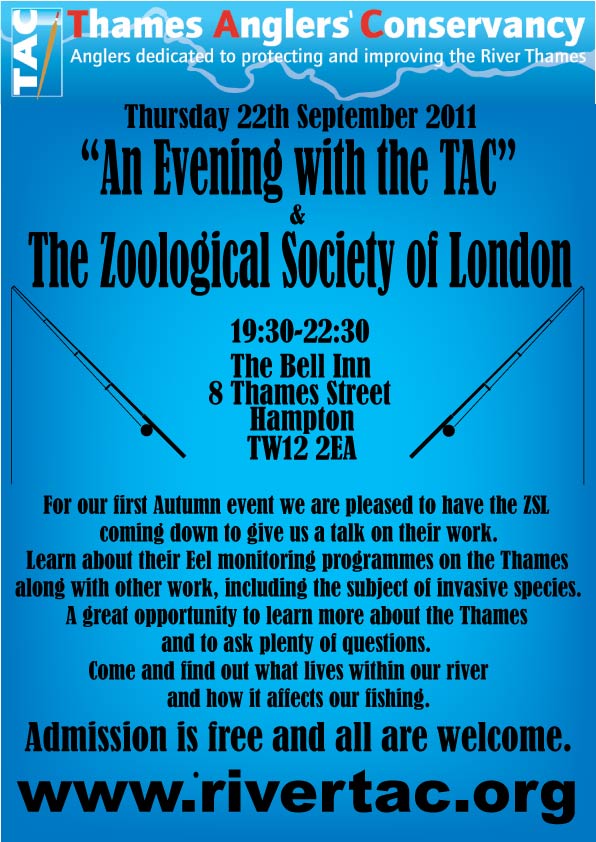 TAC
Thames Anglers' Conservancy
Anglers dedicated to protecting and improving the River Thames
Thursday 22th September 2011
“An Evening with the TAC”
&
The Zoological Society of London
19:30-22:30
The Bell Inn
8 Thames Street
Hampton
TW12 2EA
For our first Autumn event we are pleased to have the ZSL
coming down to give us a talk on their work.
Learn about their Eel monitoring programmes on the Thames
along with other work, including the subject of invasive species.
A great opportunity to learn more about the Thames
and to ask plenty of questions.
Come and find out what lives within our river
and how it affects our fishing.
Admission is free and all are welcome.
www.rivertac.org